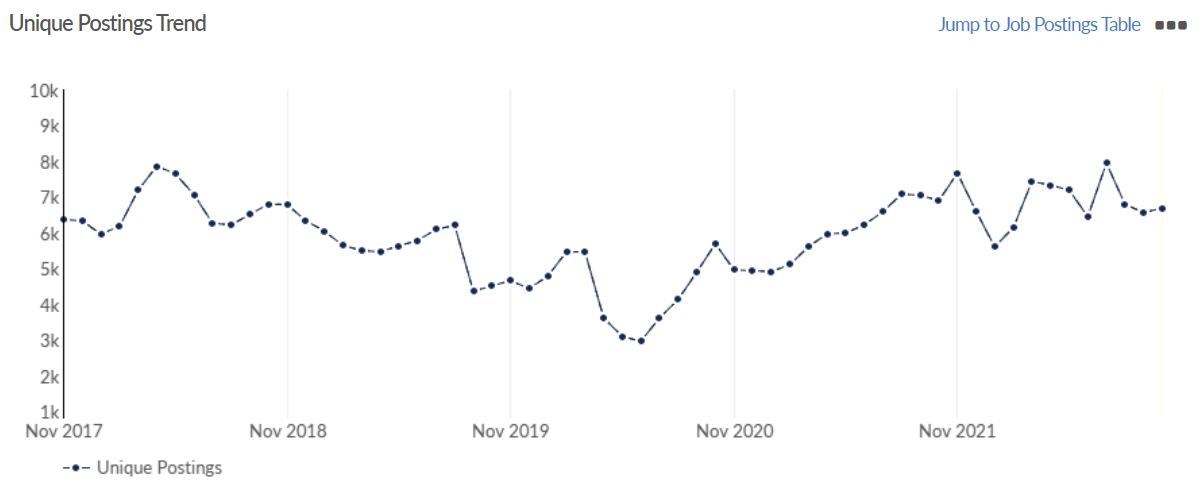 Unique Postings Trend
Jump to Job Postings Table
10k
9k
8k
7k
6k
5k
4k
3k
2k
1k
Nov 2017 Nov 2018 Nov 2019 Nov 2020 Nov 2021
Unique Postings